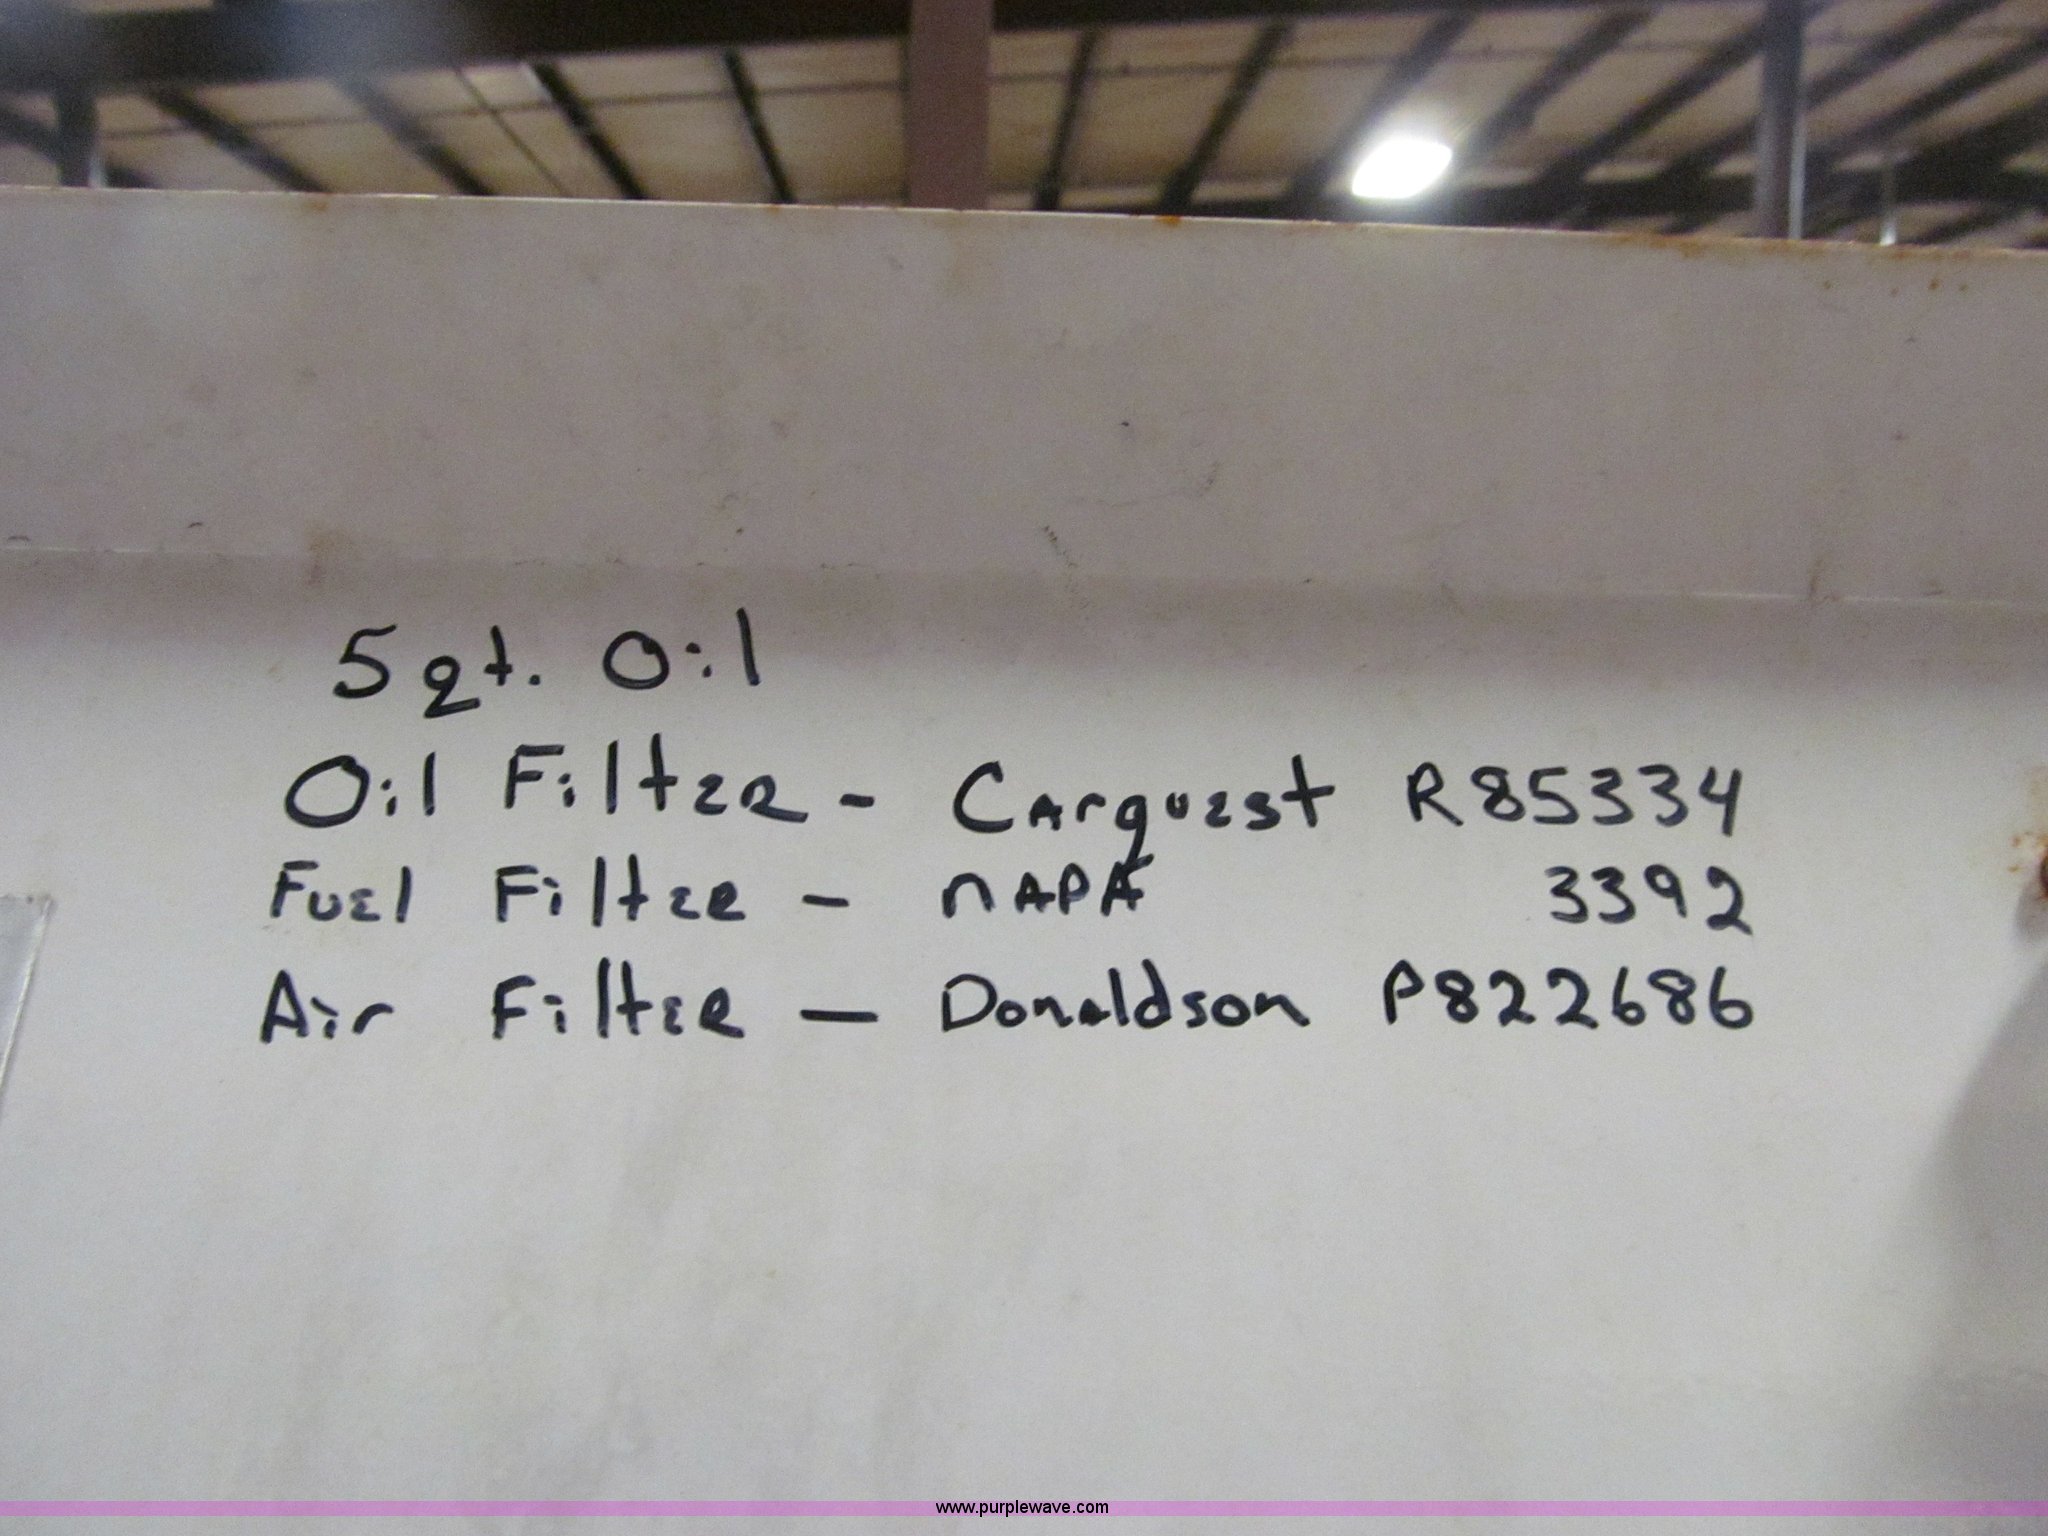 5 qt. Oil
Oil Filter - Carquest R85334
Fuel Filter - NAPA 3392
Air Filter - Donaldson P822686
www.purplewave.com